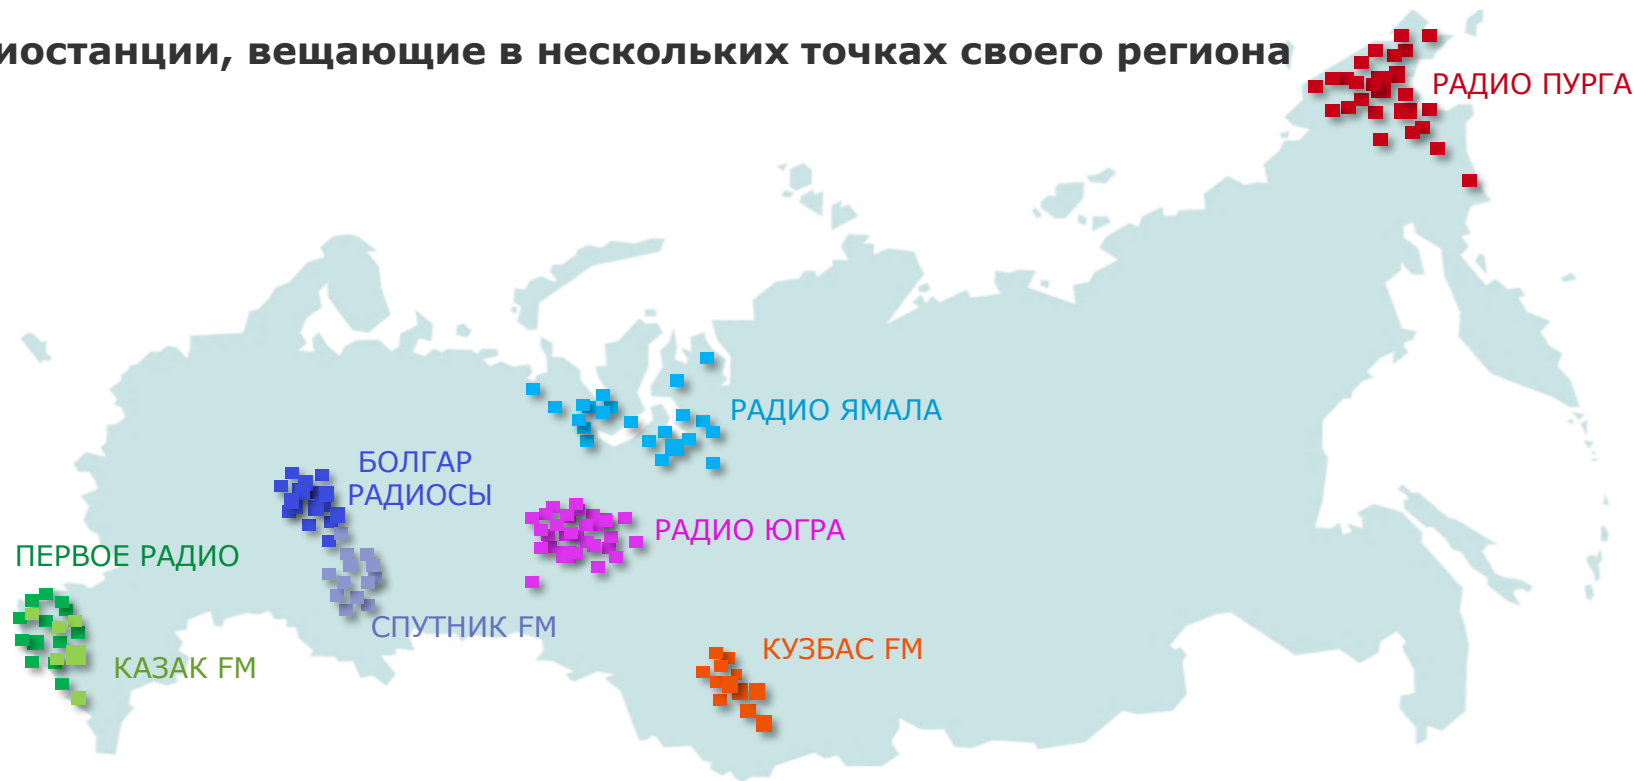 иостанции, вещающие в нескольких точках своего региона
РАДИО ПУРГА
РАДИО ЯМАЛА
БОЛГАР
РАДИОСЫ
РАДИО ЮГРА
ПЕРВОЕ РАДИО
СПУТНИК FM
КУЗБАС FM
КАЗАК FM